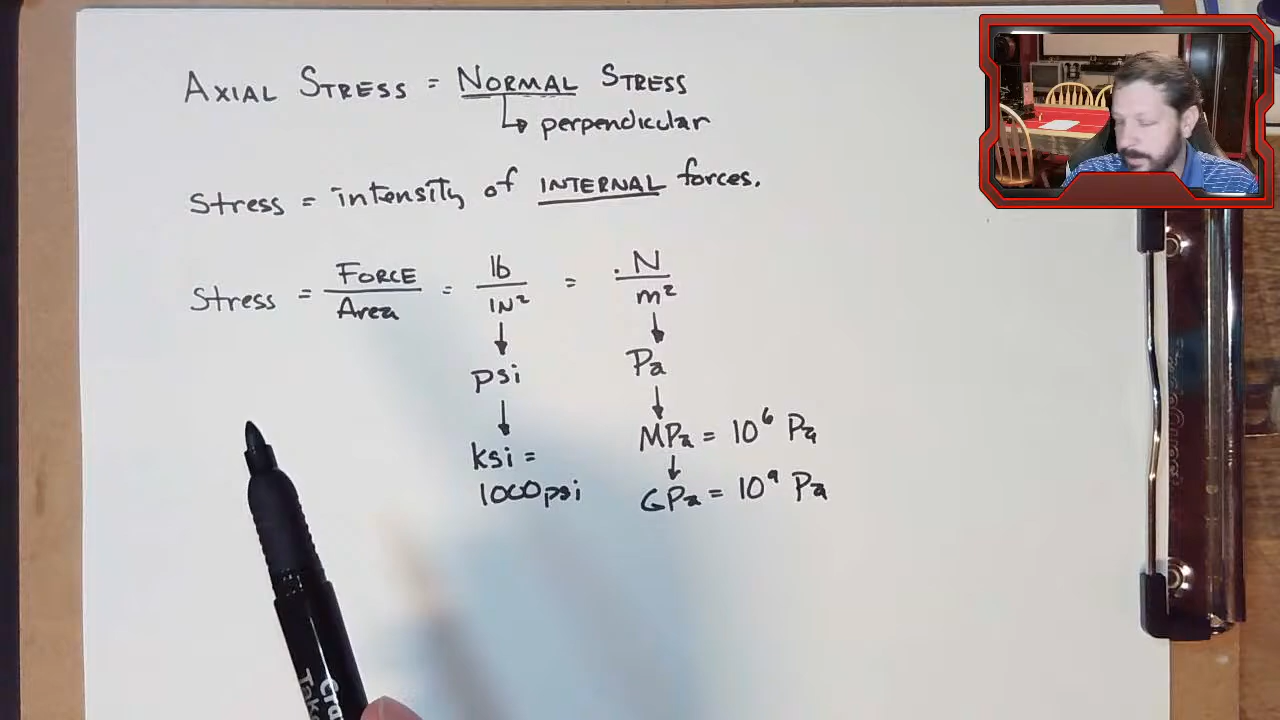 AXIAL STRESS = NORMAL STRESS
↳ perpendicular
Stress = intensity of INTERNAL forces.
Stress = FORCE / Area = lb / IN² = N / m²
↓ ↓
psi Pa
↓ ↓
ksi = MPa = 10⁶ Pa
↓
1000psi GPa = 10⁹ Pa